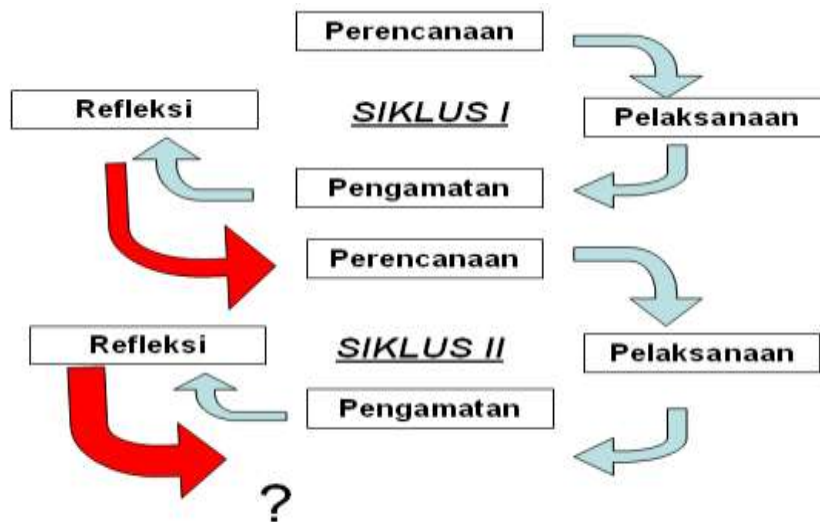 Perencanaan
Refleksi
SIKLUS I
Pelaksanaan
Pengamatan
Perencanaan
Refleksi
SIKLUS II
Pelaksanaan
Pengamatan
?